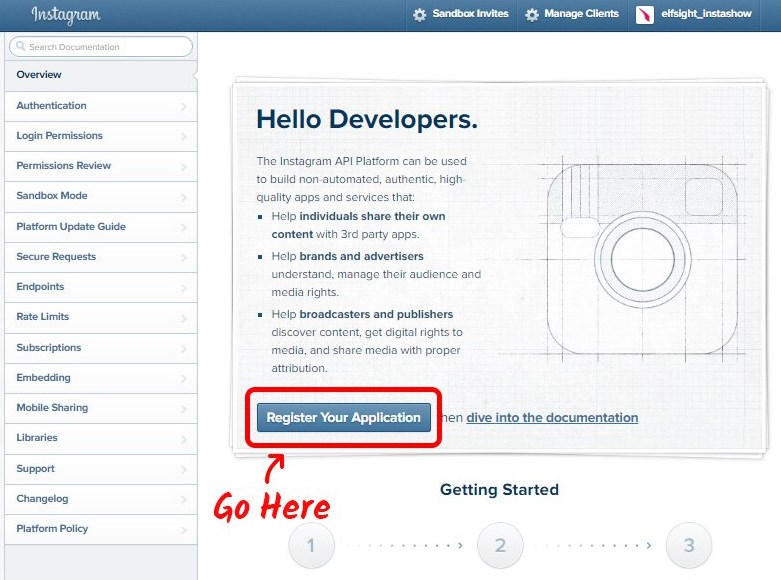 Instagram
Sandbox Invites
Manage Clients
elfsight_instashow
Search Documentation
Overview
Authentication
Login Permissions
Permissions Review
Sandbox Mode
Platform Update Guide
Secure Requests
Endpoints
Rate Limits
Subscriptions
Embedding
Mobile Sharing
Libraries
Support
Changelog
Platform Policy
Hello Developers.
The Instagram API Platform can be used
to build non-automated, authentic, high-
quality apps and services that:
Help individuals share their own
content with 3rd party apps.
Help brands and advertisers
understand, manage their audience and
media rights.
Help broadcasters and publishers
discover content, get digital rights to
media, and share media with proper
attribution.
Register Your Application hen dive into the documentation
Go Here
Getting Started
1 2 3